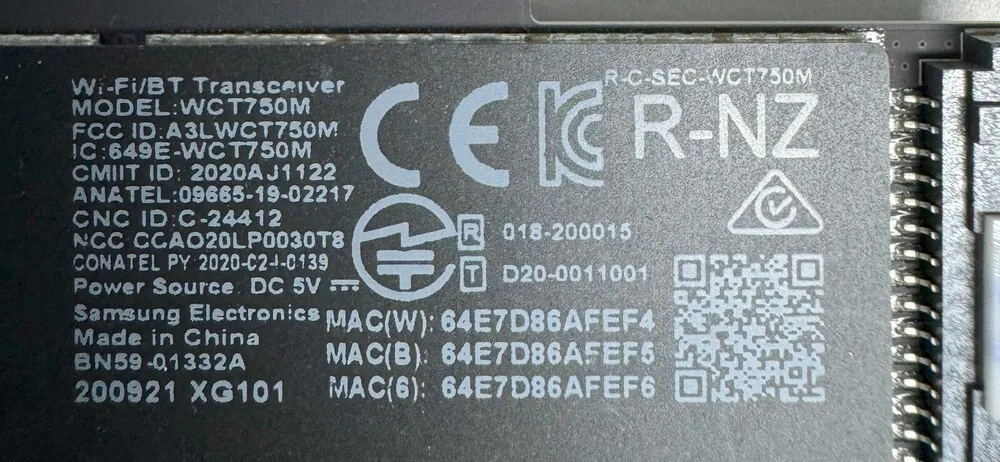 Wi-Fi/BT Transceiver
MODEL:WCT750M
FCC ID:A3LWCT750M
IC:649E-WCT750M
CMIIT ID: 2020AJ1122
ANATEL:09665-19-02217
CNC ID:C-24412
NCC CCAO20LP0030T8
CONATEL PY 2020-02-I-0139
Power Source DC 5V
Samsung Electronics
Made in China
BN59-01332A
200921 XG101
CE
KC
R-C-SEC-WCT750M
R-NZ
R 018-200015
T D20-0011001
MAC(W): 64E7D86AFEF4
MAC(B): 64E7D86AFEF5
MAC(6): 64E7D86AFEF6